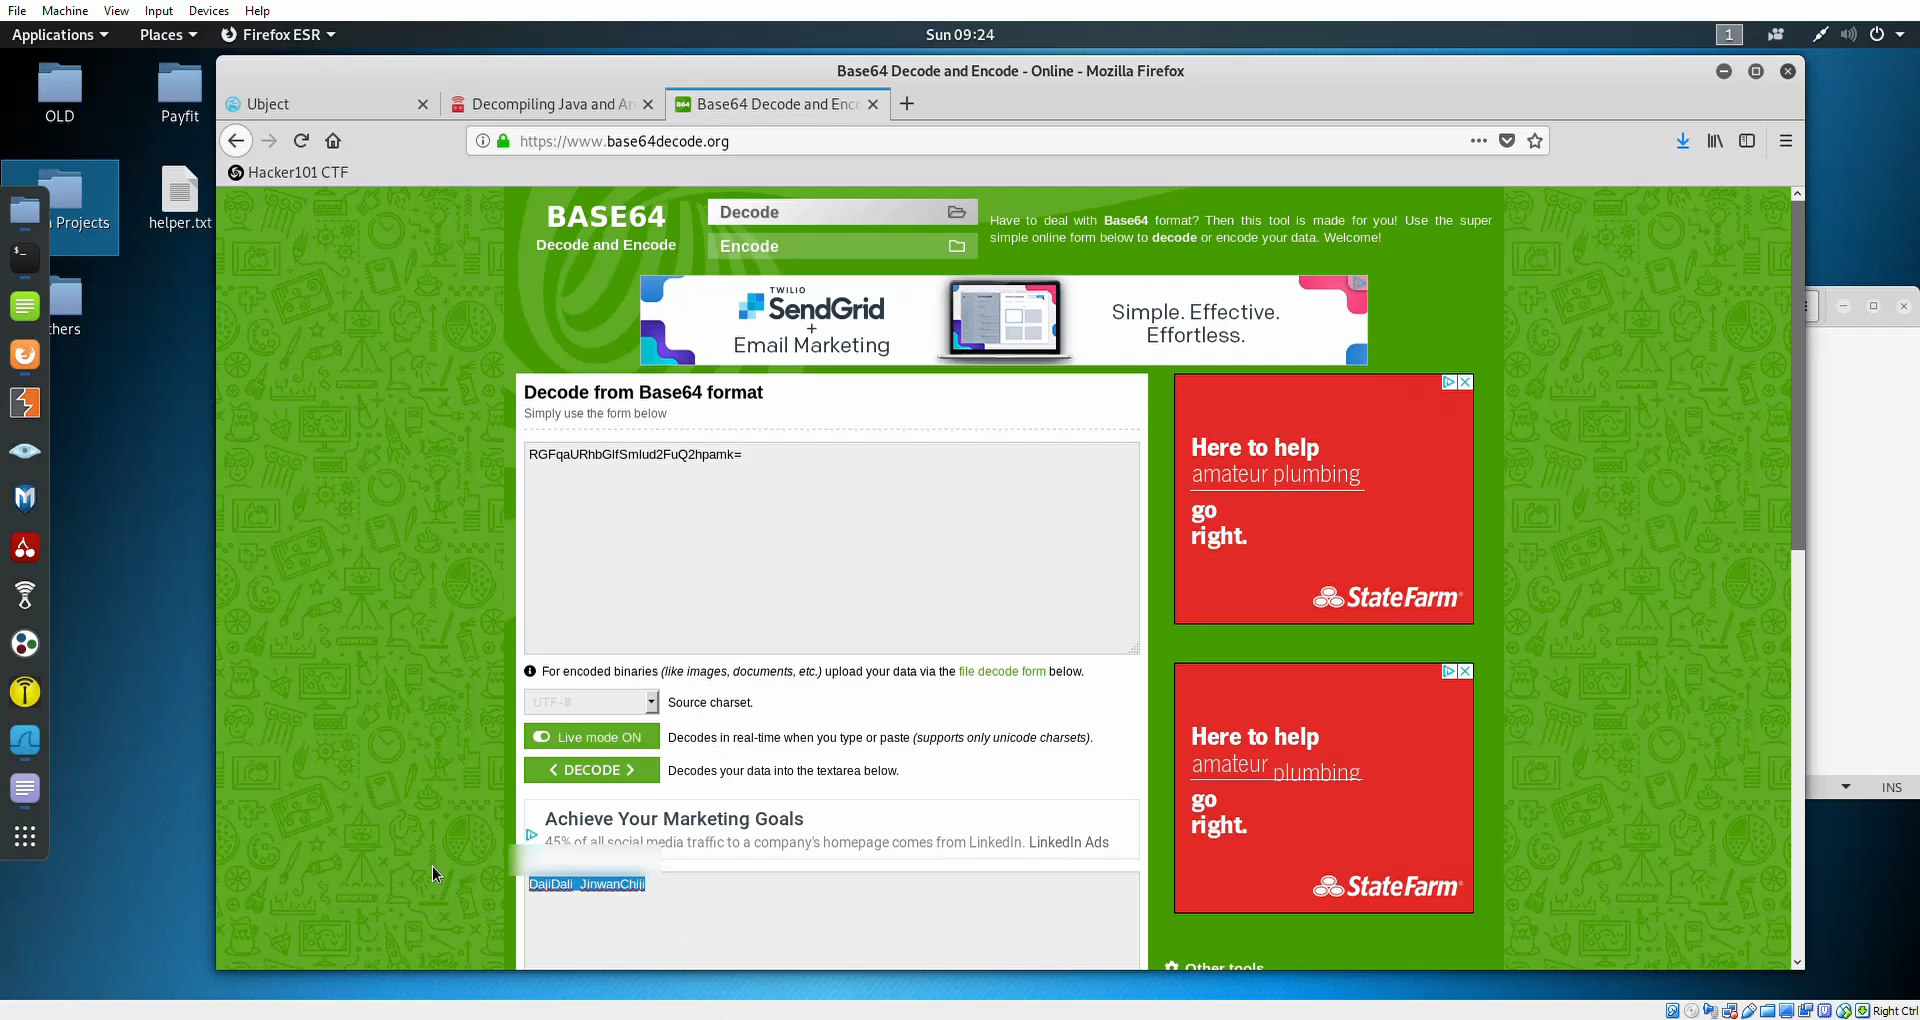 File Machine View Input Devices Help
Applications Places Firefox ESR Sun 09:24 1
Base64 Decode and Encode - Online - Mozilla Firefox
OLD Payfit
Ubject Decompiling Java and An Base64 Decode and Enco
https://www.base64decode.org
Hacker101 CTF
Projects helper.txt
hers
BASE64
Decode and Encode
Decode
Encode
Have to deal with Base64 format? Then this tool is made for you! Use the super
simple online form below to decode or encode your data. Welcome!
TWILIO
SendGrid
+
Email Marketing
Simple. Effective.
Effortless.
Decode from Base64 format
Simply use the form below
RGFqaURhbGlfSmlud2FuQ2hpamk=
For encoded binaries (like images, documents, etc.) upload your data via the file decode form below.
UTF-8 Source charset.
Live mode ON Decodes in real-time when you type or paste (supports only unicode charsets).
< DECODE > Decodes your data into the textarea below.
Achieve Your Marketing Goals
45% of all social media traffic to a company's homepage comes from LinkedIn. LinkedIn Ads
DajiDali_JinwanChiji
Here to help
amateur plumbing
go
right.
StateFarm
Here to help
amateur plumbing
go
right.
StateFarm
Other tools
INS
Right Ctrl